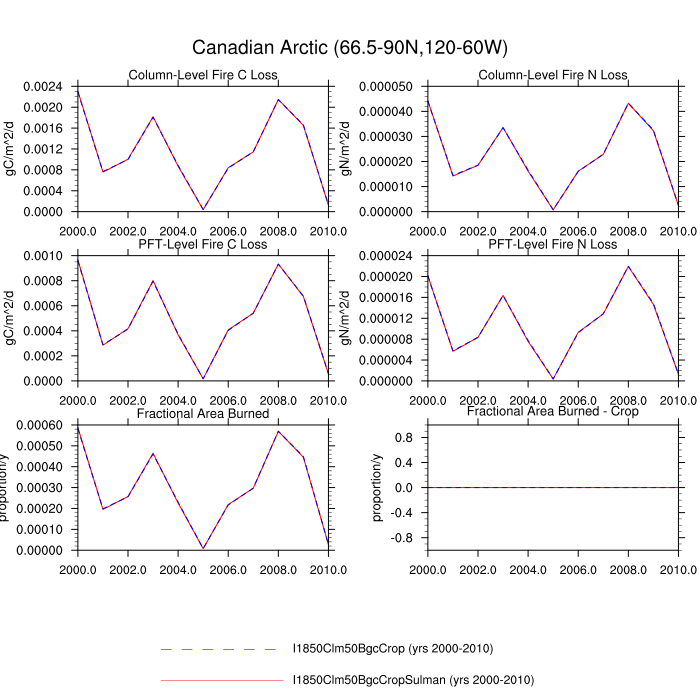 Canadian Arctic (66.5-90N,120-60W)
Column-Level Fire C Loss
gC/m^2/d
0.0024
0.0020
0.0016
0.0012
0.0008
0.0004
0.0000
2000.0 2002.0 2004.0 2006.0 2008.0 2010.0
Column-Level Fire N Loss
gN/m^2/d
0.000050
0.000040
0.000030
0.000020
0.000010
0.000000
2000.0 2002.0 2004.0 2006.0 2008.0 2010.0
PFT-Level Fire C Loss
gC/m^2/d
0.0010
0.0008
0.0006
0.0004
0.0002
0.0000
2000.0 2002.0 2004.0 2006.0 2008.0 2010.0
PFT-Level Fire N Loss
gN/m^2/d
0.000024
0.000020
0.000016
0.000012
0.000008
0.000004
0.000000
2000.0 2002.0 2004.0 2006.0 2008.0 2010.0
Fractional Area Burned
proportion/y
0.00060
0.00050
0.00040
0.00030
0.00020
0.00010
0.00000
2000.0 2002.0 2004.0 2006.0 2008.0 2010.0
Fractional Area Burned - Crop
proportion/y
0.8
0.4
0.0
-0.4
-0.8
2000.0 2002.0 2004.0 2006.0 2008.0 2010.0
I1850Clm50BgcCrop (yrs 2000-2010)
I1850Clm50BgcCropSulman (yrs 2000-2010)